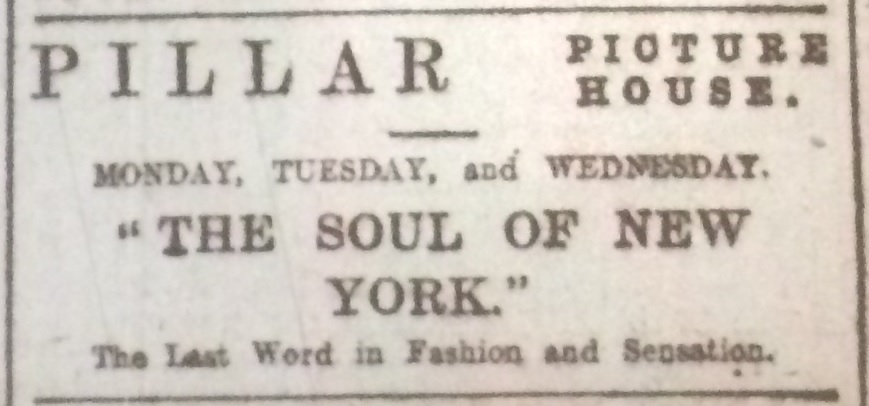 PILLAR PICTURE HOUSE.
MONDAY, TUESDAY, and WEDNESDAY.
“THE SOUL OF NEW
YORK.”
The Last Word in Fashion and Sensation.